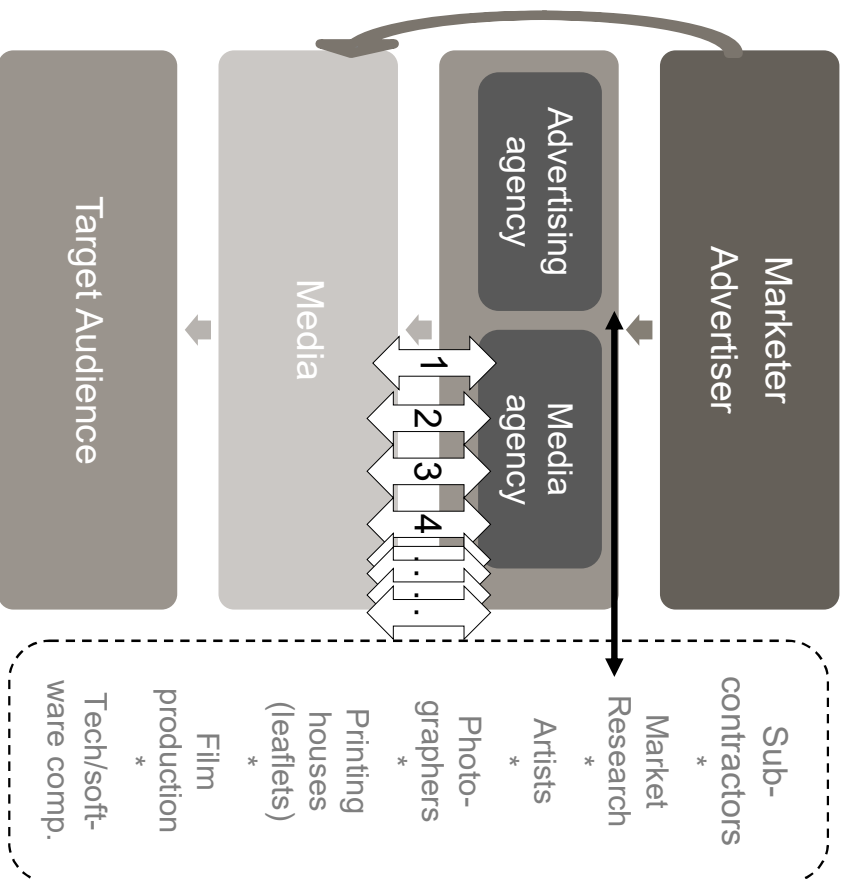 Marketer
Advertiser
Advertising
agency
Media
agency
1
2
3
4
. . .
Media
Target Audience
Sub-
contractors
*
Market
Research
*
Artists
*
Photo-
graphers
*
Printing
houses
(leaflets)
*
Film
production
*
Tech/soft-
ware comp.